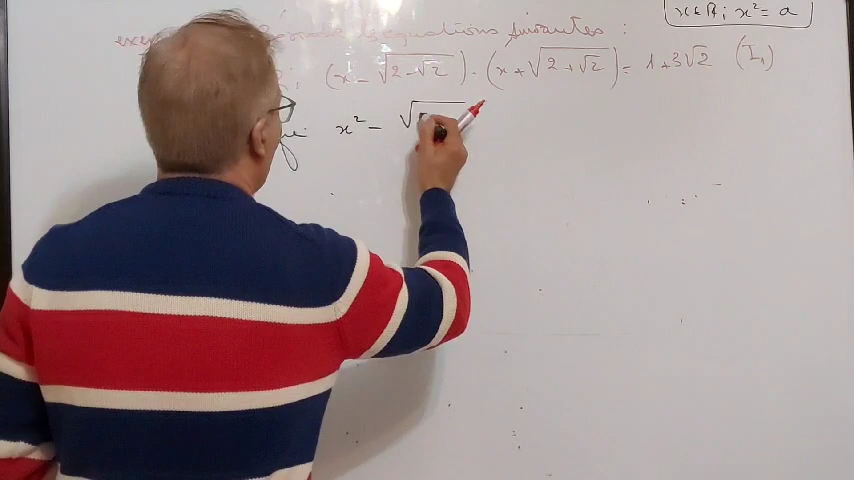 x ∈ ℝ ; x² = a
équations suivantes :
(x - √(2-√2)) · (x + √(2+√2)) = 1 + 3√2 (I₁)
x² - √